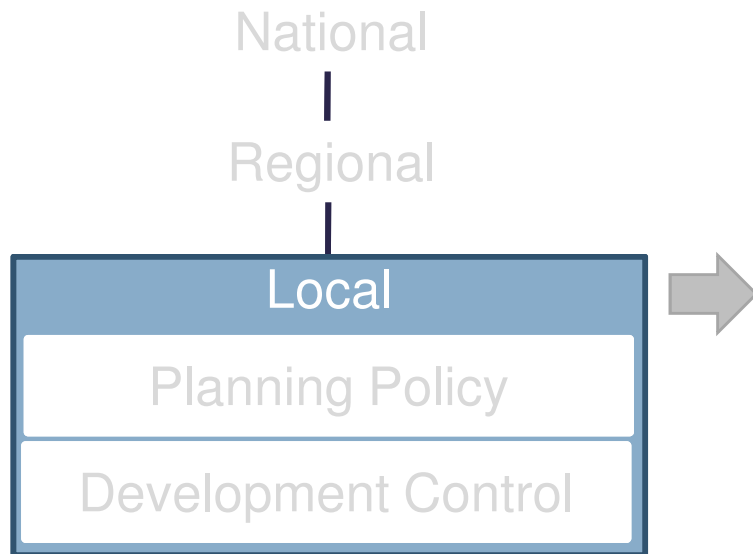 National
Regional
Local
Planning Policy
Development Control